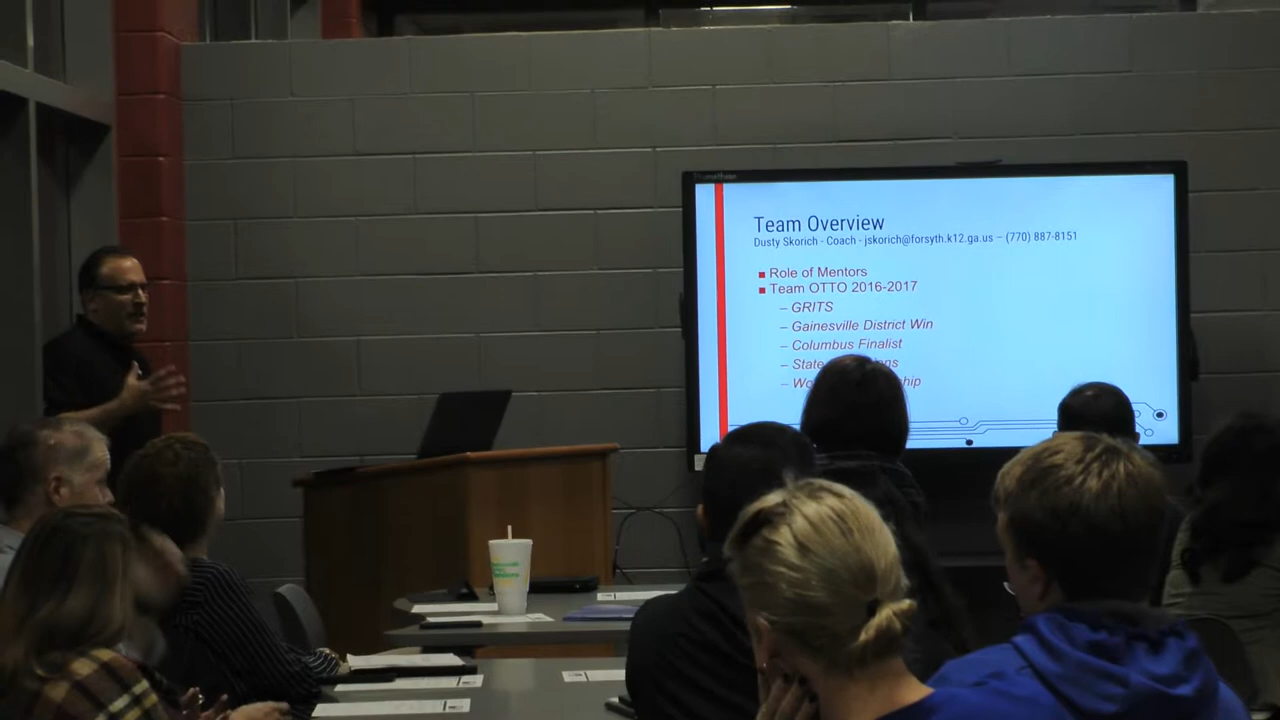 Team Overview
Dusty Skorich - Coach - jskorich@forsyth.k12.ga.us – (770) 887-8151
■ Role of Mentors
■ Team OTTO 2016-2017
– GRITS
– Gainesville District Win
– Columbus Finalist
– State